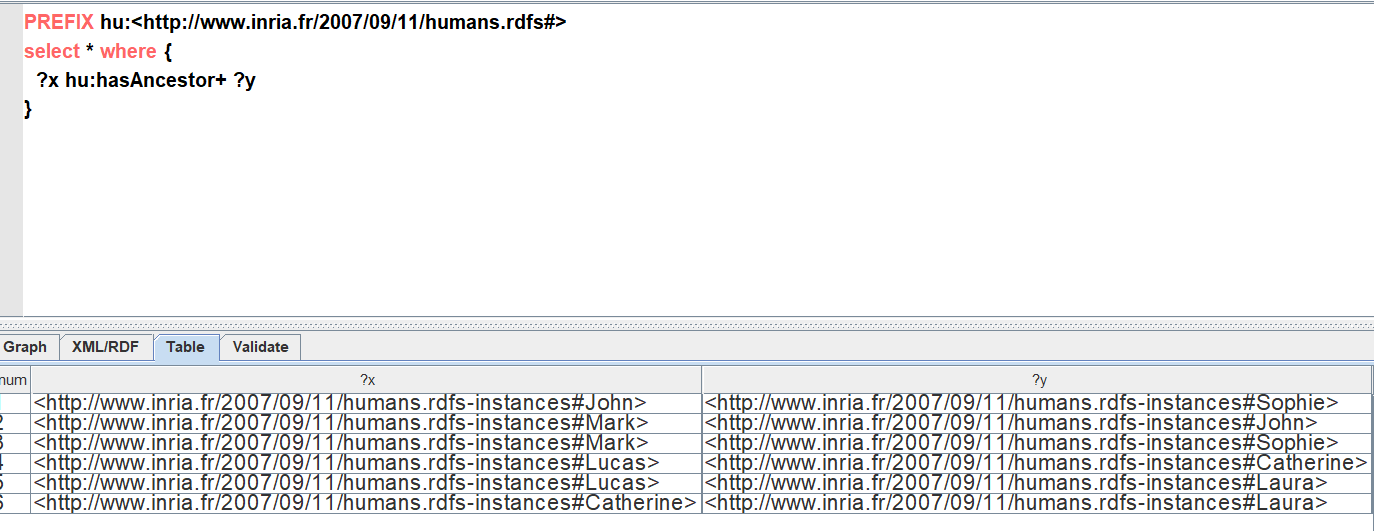 PREFIX hu:<http://www.inria.fr/2007/09/11/humans.rdfs#>
select * where {
?x hu:hasAncestor+ ?y
}
Graph XML/RDF Table Validate
num ?x ?y
<http://www.inria.fr/2007/09/11/humans.rdfs-instances#John> <http://www.inria.fr/2007/09/11/humans.rdfs-instances#Sophie>
2 <http://www.inria.fr/2007/09/11/humans.rdfs-instances#Mark> <http://www.inria.fr/2007/09/11/humans.rdfs-instances#John>
3 <http://www.inria.fr/2007/09/11/humans.rdfs-instances#Mark> <http://www.inria.fr/2007/09/11/humans.rdfs-instances#Sophie>
4 <http://www.inria.fr/2007/09/11/humans.rdfs-instances#Lucas> <http://www.inria.fr/2007/09/11/humans.rdfs-instances#Catherine>
5 <http://www.inria.fr/2007/09/11/humans.rdfs-instances#Lucas> <http://www.inria.fr/2007/09/11/humans.rdfs-instances#Laura>
6 <http://www.inria.fr/2007/09/11/humans.rdfs-instances#Catherine> <http://www.inria.fr/2007/09/11/humans.rdfs-instances#Laura>